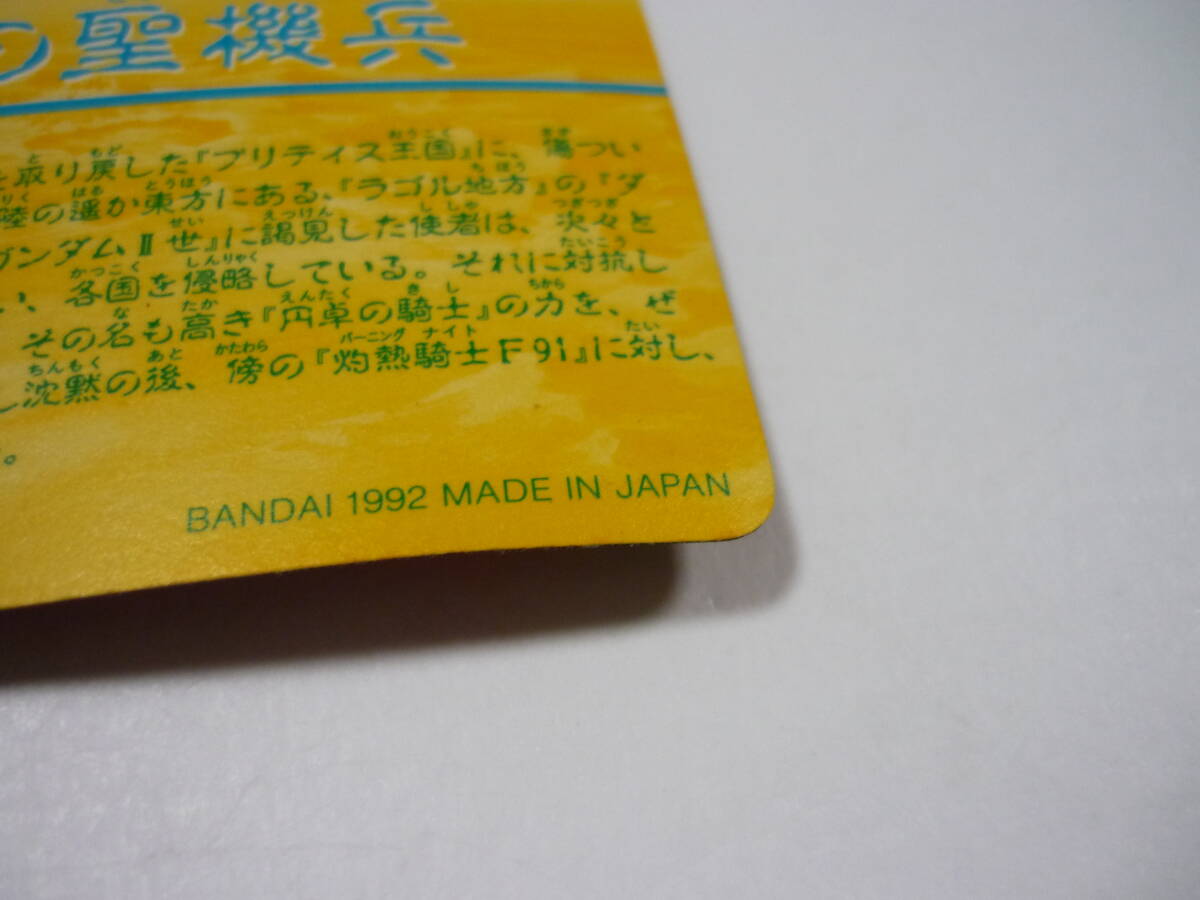 の聖機兵
取り戻した『ブリティス王国』に、傷つい
陸の遥か東方にある、『ラゴル地方』の『ダ
ガンダムⅡ世』に謁見した使者は、次々と
い、各国を侵略している。それに対抗し
その名も高き『円卓の騎士』の力を、ぜ
し沈黙の後、傍の『灼熱騎士F91』に対し、
。
BANDAI 1992 MADE IN JAPAN